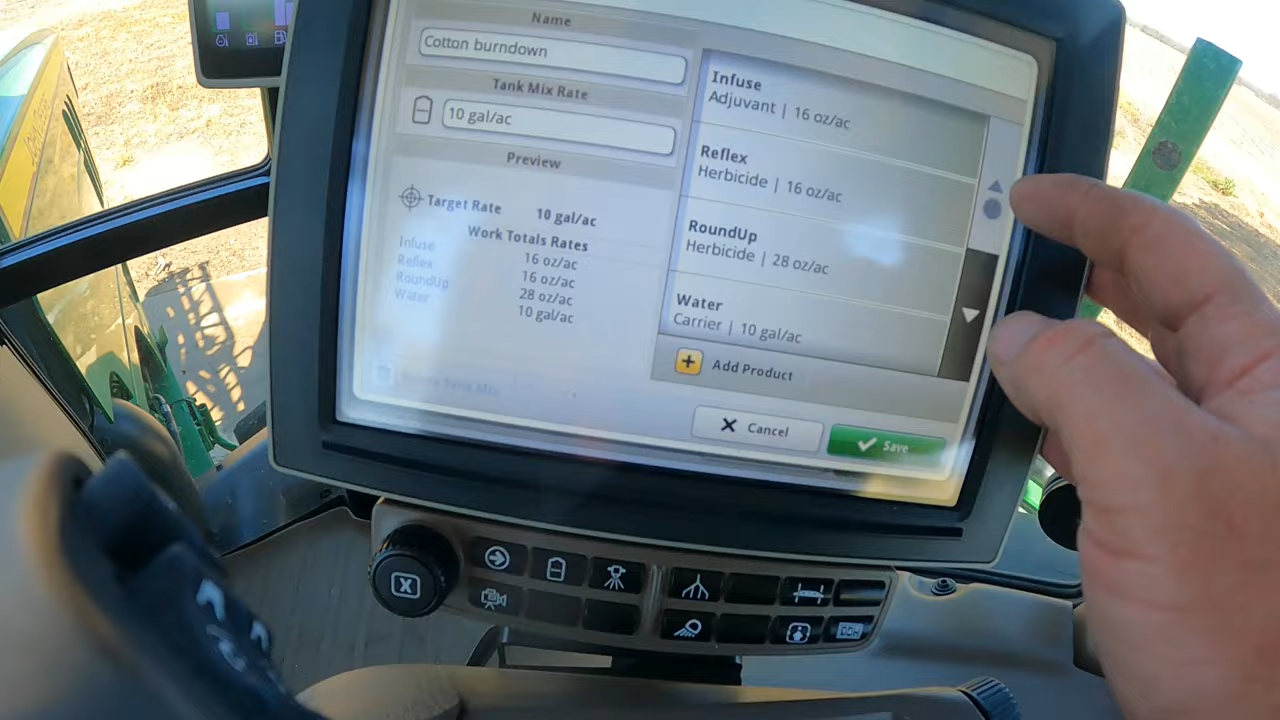 Name
Cotton burndown
Tank Mix Rate
10 gal/ac
Preview
Target Rate 10 gal/ac
Work Totals Rates
Infuse 16 oz/ac
Reflex 16 oz/ac
RoundUp 28 oz/ac
Water 10 gal/ac
Infuse
Adjuvant | 16 oz/ac
Reflex
Herbicide | 16 oz/ac
RoundUp
Herbicide | 28 oz/ac
Water
Carrier | 10 gal/ac
Add Product
Cancel
Save